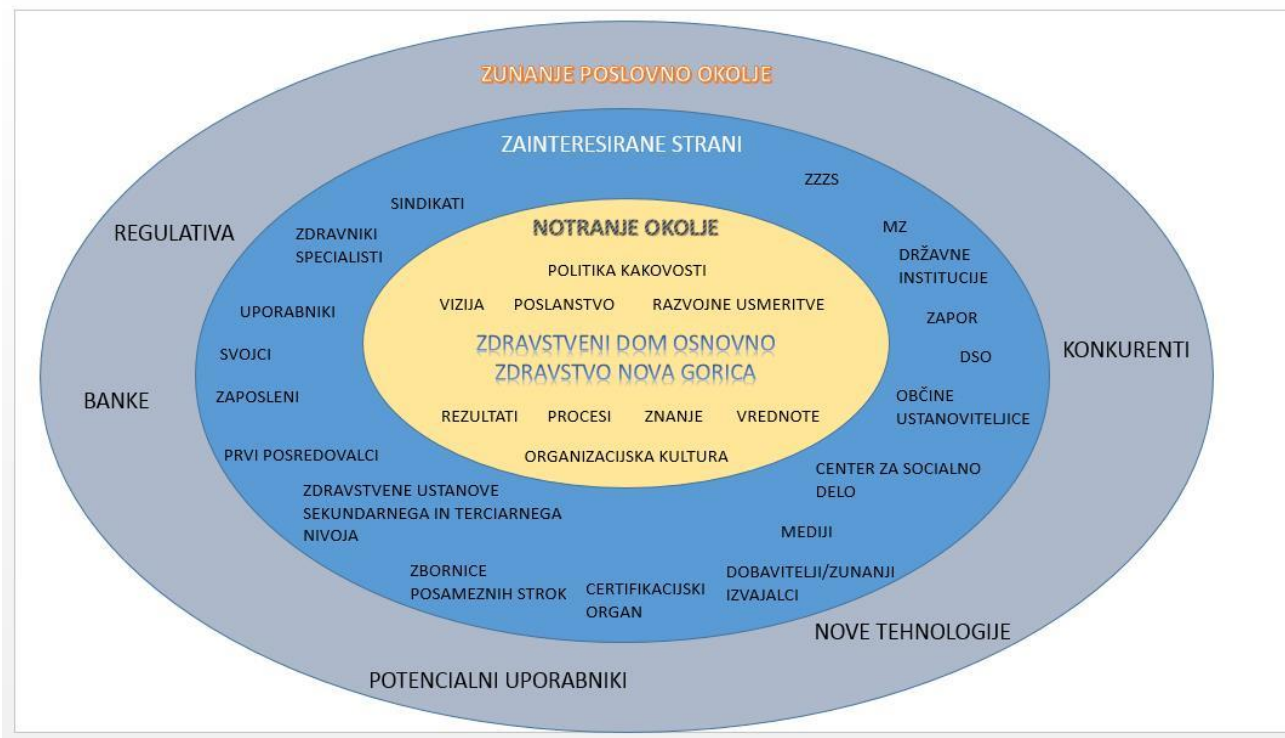 ZUNANJE POSLOVNO OKOLJE
ZAINTERESIRANE STRANI
ZZZS
SINDIKATI
REGULATIVA
ZDRAVNIKI
SPECIALISTI
NOTRANJE OKOLJE
MZ
DRŽAVNE
INSTITUCIJE
POLITIKA KAKOVOSTI
UPORABNIKI
VIZIJA
POSLANSTVO
RAZVOJNE USMERITVE
ZAPOR
SVOJCI
ZDRAVSTVENI DOM OSNOVNO
ZDRAVSTVO NOVA GORICA
DSO
KONKURENTI
BANKE
ZAPOSLENI
OBČINE
USTANOVITELJICE
REZULTATI
PROCESI
ZNANJE
VREDNOTE
PRVI POSREDOVALCI
ORGANIZACIJSKA KULTURA
CENTER ZA SOCIALNO
DELO
ZDRAVSTVENE USTANOVE
SEKUNDARNEGA IN TERCIARNEGA
NIVOJA
MEDIJI
ZBORNICE
POSAMEZNIH STROK
CERTIFIKACIJSKI
ORGAN
DOBAVITELJI/ZUNANJI
IZVAJALCI
NOVE TEHNOLOGIJE
POTENCIALNI UPORABNIKI